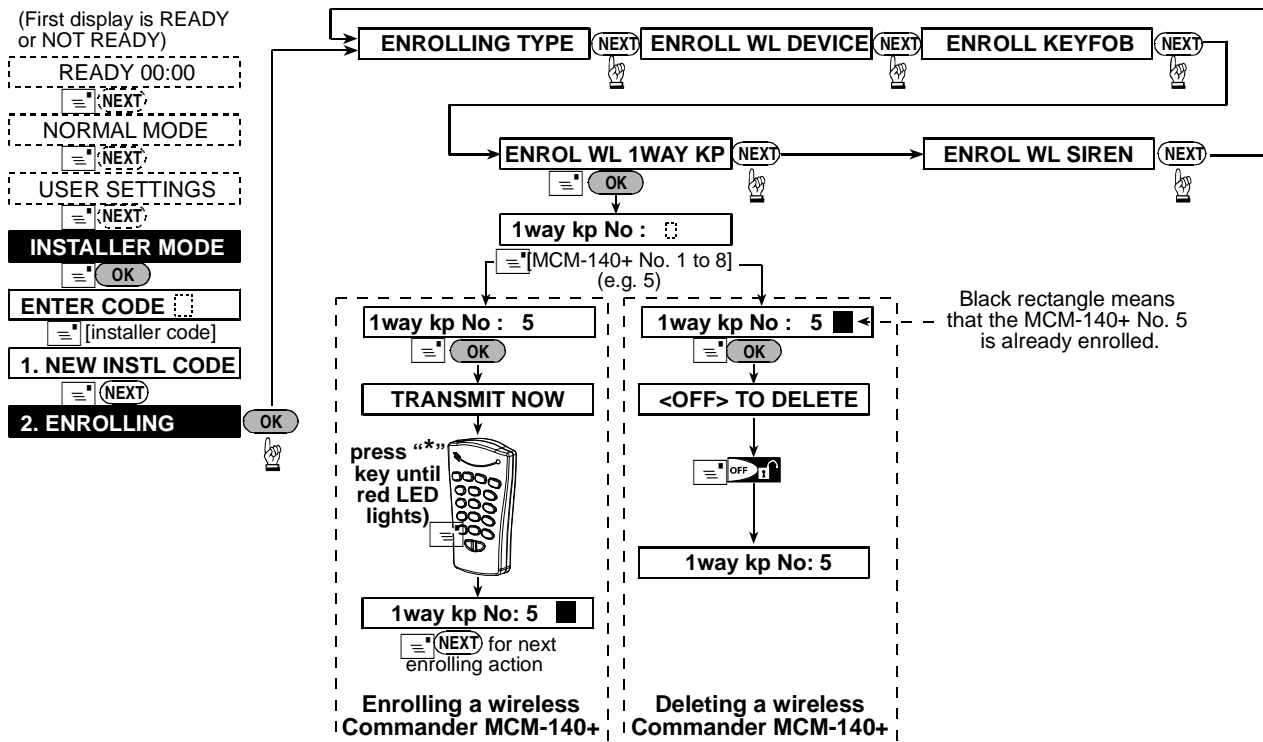 (First display is READY
or NOT READY)
READY 00:00
NEXT
NORMAL MODE
NEXT
USER SETTINGS
NEXT
INSTALLER MODE
OK
ENTER CODE
[installer code]
1. NEW INSTL CODE
NEXT
2. ENROLLING
OK
ENROLLING TYPE
NEXT
ENROLL WL DEVICE
NEXT
ENROLL KEYFOB
NEXT
ENROL WL 1WAY KP
NEXT
ENROL WL SIREN
NEXT
OK
1way kp No :
[MCM-140+ No. 1 to 8]
(e.g. 5)
1way kp No : 5
OK
TRANSMIT NOW
press "*"
key until
red LED
lights)
1way kp No: 5
NEXT for next
enrolling action
Enrolling a wireless
Commander MCM-140+
1way kp No : 5
OK
<OFF> TO DELETE
OFF
1way kp No: 5
Deleting a wireless
Commander MCM-140+
Black rectangle means
that the MCM-140+ No. 5
is already enrolled.